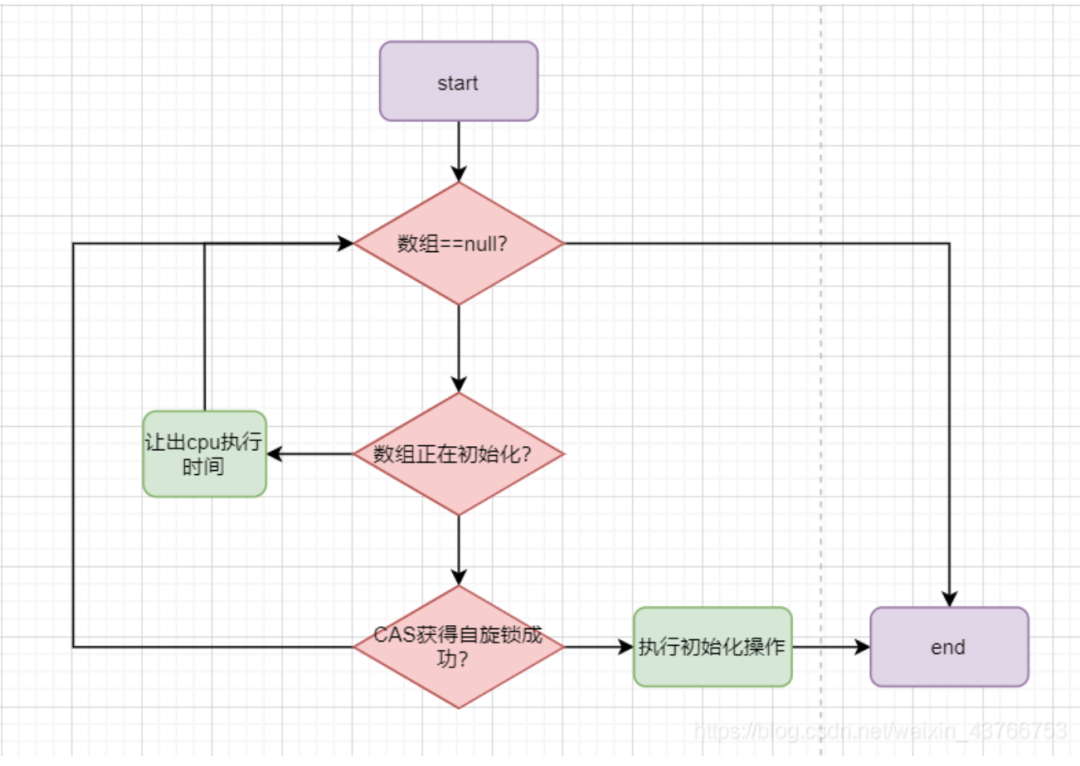 start
数组==null?
让出cpu执行
时间
数组正在初始化?
CAS获得自旋锁成
功?
执行初始化操作
end
https://blog.csdn.net/weixin_43766753